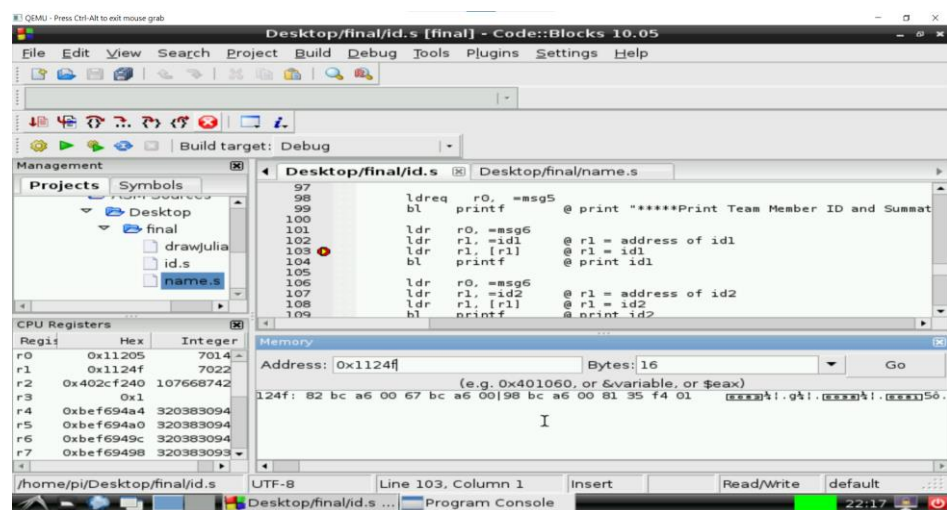 QEMU - Press Ctrl-Alt to exit mouse grab
Desktop/final/id.s [final] - Code::Blocks 10.05
File Edit View Search Project Build Debug Tools Plugins Settings Help
Build target: Debug
Management
Projects Symbols
ASM Sources
Desktop
final
drawJulia
id.s
name.s
Desktop/final/id.s Desktop/final/name.s
97
98 ldreq r0, =msg5
99 bl printf @ print "*****Print Team Member ID and Summat
100
101 ldr r0, =msg6
102 ldr r1, =id1 @ r1 = address of id1
103 ldr r1, [r1] @ r1 = id1
104 bl printf @ print id1
105
106 ldr r0, =msg6
107 ldr r1, =id2 @ r1 = address of id2
108 ldr r1, [r1] @ r1 = id2
109 bl printf @ print id2
CPU Registers
Regis Hex Integer
r0 0x11205 7014
r1 0x1124f 7022
r2 0x402cf240 107668742
r3 0x1
r4 0xbef694a4 320383094
r5 0xbef694a0 320383094
r6 0xbef6949c 320383094
r7 0xbef69498 320383093
Memory
Address: 0x1124f Bytes: 16 Go
(e.g. 0x401060, or &variable, or $eax)
124f: 82 bc a6 00 67 bc a6 00|98 bc a6 00 81 35 f4 01
/home/pi/Desktop/final/id.s UTF-8 Line 103, Column 1 Insert Read/Write default
Desktop/final/id.s ... Program Console 22:17